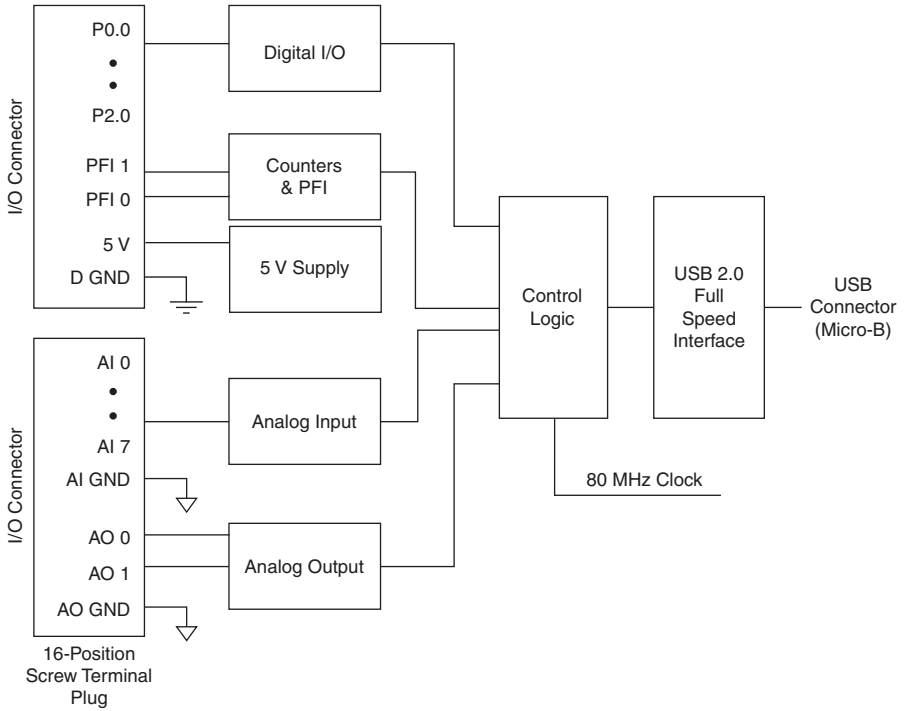 I/O Connector
P0.0
P2.0
PFI 1
PFI 0
5 V
D GND
Digital I/O
Counters
& PFI
5 V Supply
I/O Connector
AI 0
AI 7
AI GND
AO 0
AO 1
AO GND
16-Position
Screw Terminal
Plug
Analog Input
Analog Output
Control
Logic
80 MHz Clock
USB 2.0
Full
Speed
Interface
USB
Connector
(Micro-B)